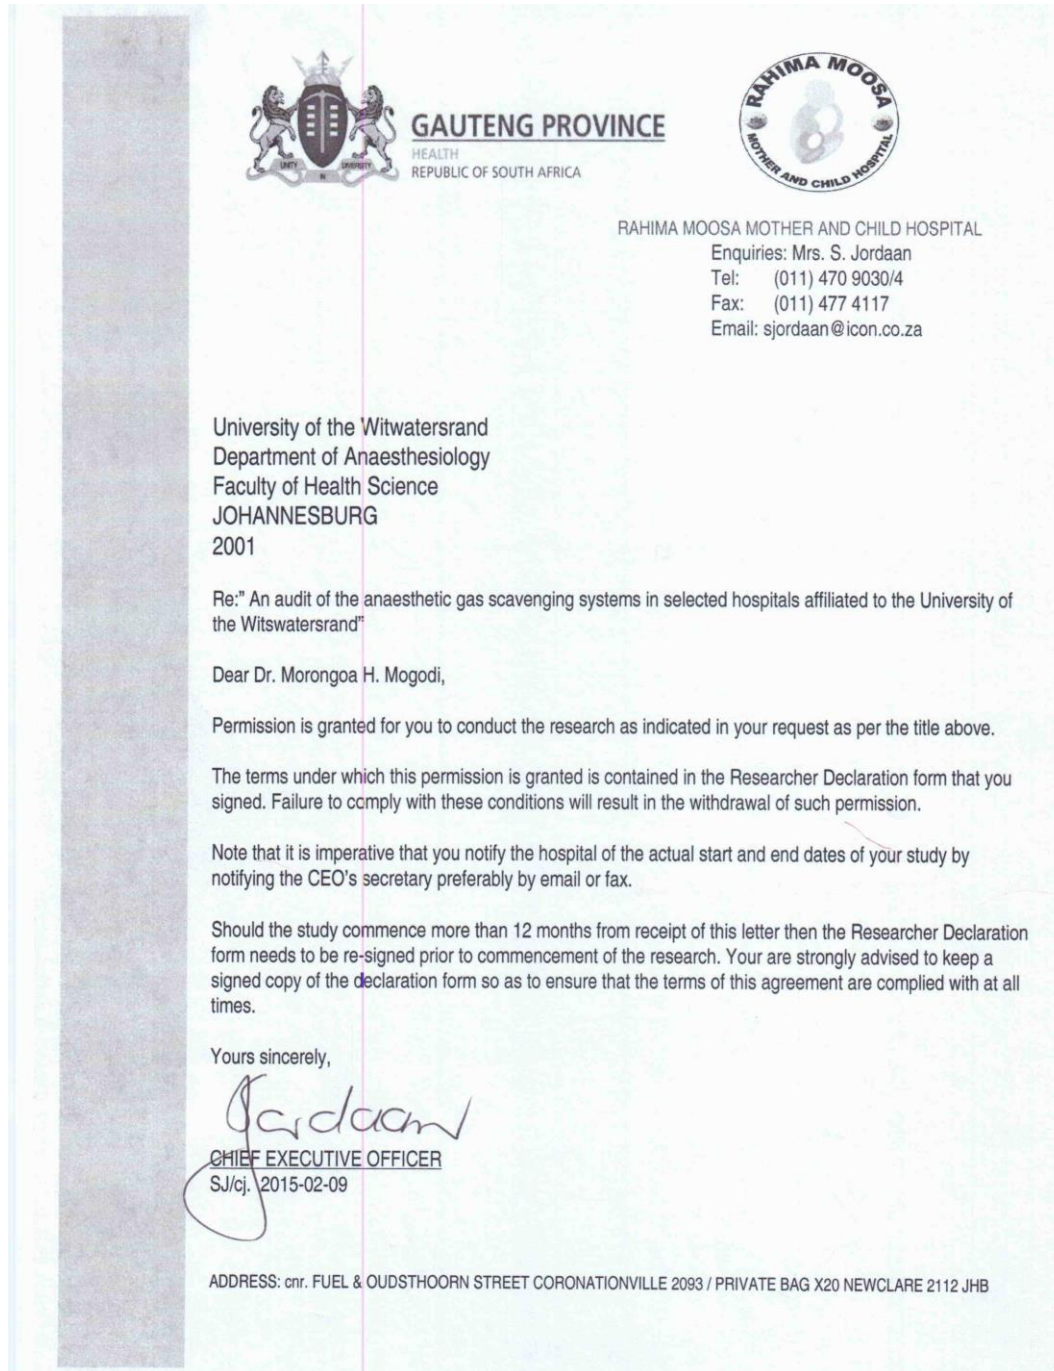 UNITY IN DIVERSITY
GAUTENG PROVINCE
HEALTH
REPUBLIC OF SOUTH AFRICA
RAHIMA MOOSA
MOTHER AND CHILD HOSPITAL
RAHIMA MOOSA MOTHER AND CHILD HOSPITAL
Enquiries: Mrs. S. Jordaan
Tel: (011) 470 9030/4
Fax: (011) 477 4117
Email: sjordaan@icon.co.za
University of the Witwatersrand
Department of Anaesthesiology
Faculty of Health Science
JOHANNESBURG
2001
Re:" An audit of the anaesthetic gas scavenging systems in selected hospitals affiliated to the University of
the Witswatersrand"
Dear Dr. Morongoa H. Mogodi,
Permission is granted for you to conduct the research as indicated in your request as per the title above.
The terms under which this permission is granted is contained in the Researcher Declaration form that you
signed. Failure to comply with these conditions will result in the withdrawal of such permission.
Note that it is imperative that you notify the hospital of the actual start and end dates of your study by
notifying the CEO's secretary preferably by email or fax.
Should the study commence more than 12 months from receipt of this letter then the Researcher Declaration
form needs to be re-signed prior to commencement of the research. Your are strongly advised to keep a
signed copy of the declaration form so as to ensure that the terms of this agreement are complied with at all
times.
Yours sincerely,
Jordaan
CHIEF EXECUTIVE OFFICER
SJ/cj. 2015-02-09
ADDRESS: cnr. FUEL & OUDSTHOORN STREET CORONATIONVILLE 2093 / PRIVATE BAG X20 NEWCLARE 2112 JHB